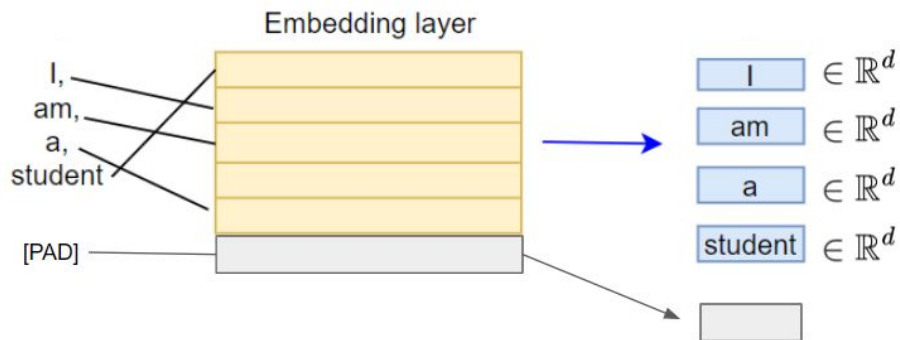 Embedding layer
I,
am,
a,
student
[PAD]
I ∈ ℝ^d
am ∈ ℝ^d
a ∈ ℝ^d
student ∈ ℝ^d